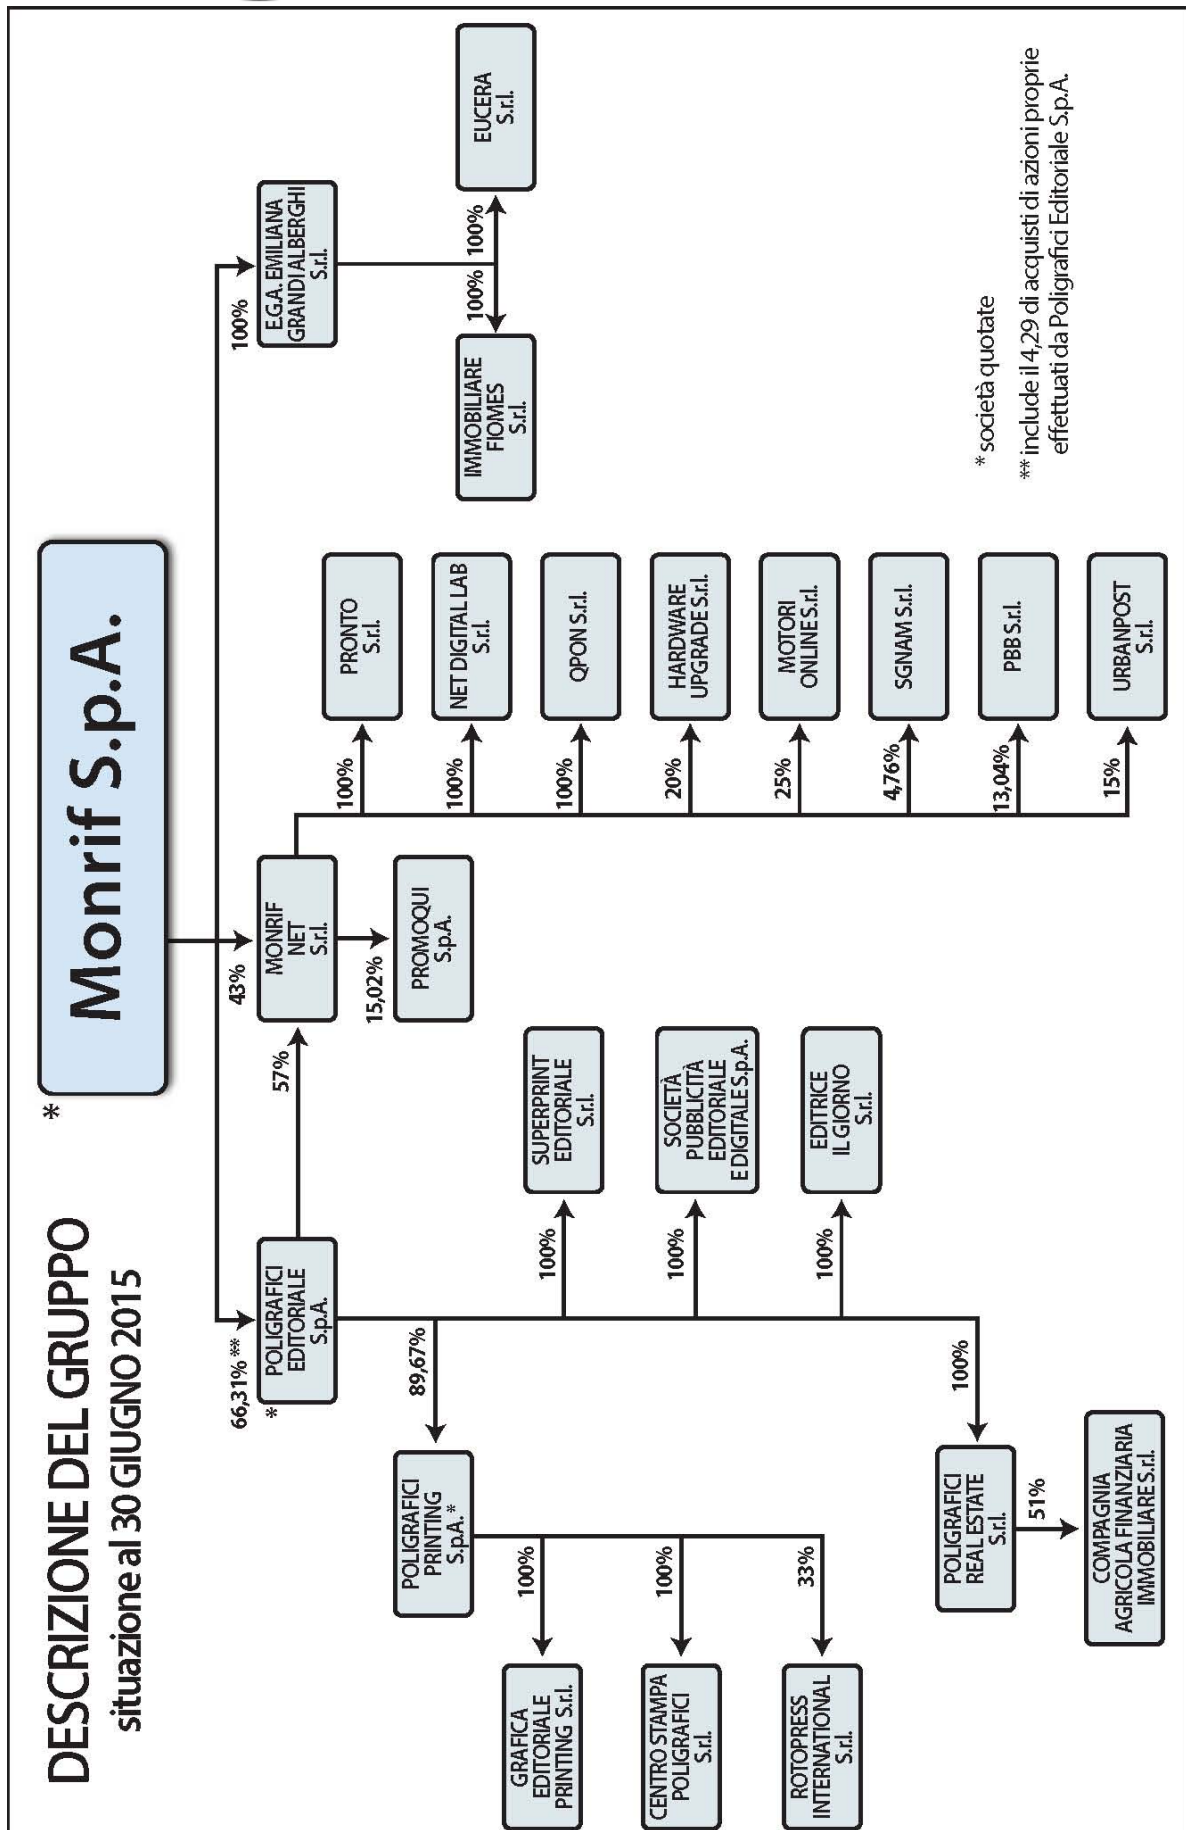 DESCRIZIONE DEL GRUPPO
situazione al 30 GIUGNO 2015
*
Monrif S.p.A.
66,31% **
43%
100%
*
POLIGRAFICI
EDITORIALE
S.p.A.
57%
MONRIF
NET
S.r.l.
E.G.A. EMILIANA
GRANDI ALBERGHI
S.r.l.
89,67%
POLIGRAFICI
PRINTING
S.p.A. *
100%
GRAFICA
EDITORIALE
PRINTING S.r.l.
100%
CENTRO STAMPA
POLIGRAFICI
S.r.l.
33%
ROTOPRESS
INTERNATIONAL
S.r.l.
100%
SUPERPRINT
EDITORIALE
S.r.l.
100%
SOCIETÀ
PUBBLICITÀ
EDITORIALE
E DIGITALE S.p.A.
100%
EDITRICE
IL GIORNO
S.r.l.
100%
POLIGRAFICI
REAL ESTATE
S.r.l.
51%
COMPAGNIA
AGRICOLA FINANZIARIA
IMMOBILIARE S.r.l.
15,02%
PROMOQUI
S.p.A.
100%
PRONTO
S.r.l.
100%
NET DIGITAL LAB
S.r.l.
100%
QPON S.r.l.
20%
HARDWARE
UPGRADE S.r.l.
25%
MOTORI
ONLINE S.r.l.
4,76%
SGNAM S.r.l.
13,04%
PBB S.r.l.
15%
URBANPOST
S.r.l.
100%
100%
IMMOBILIARE
FIOMES
S.r.l.
EUCERA
S.r.l.
* società quotate
** include il 4,29 di acquisti di azioni proprie
effettuati da Poligrafici Editoriale S.p.A.